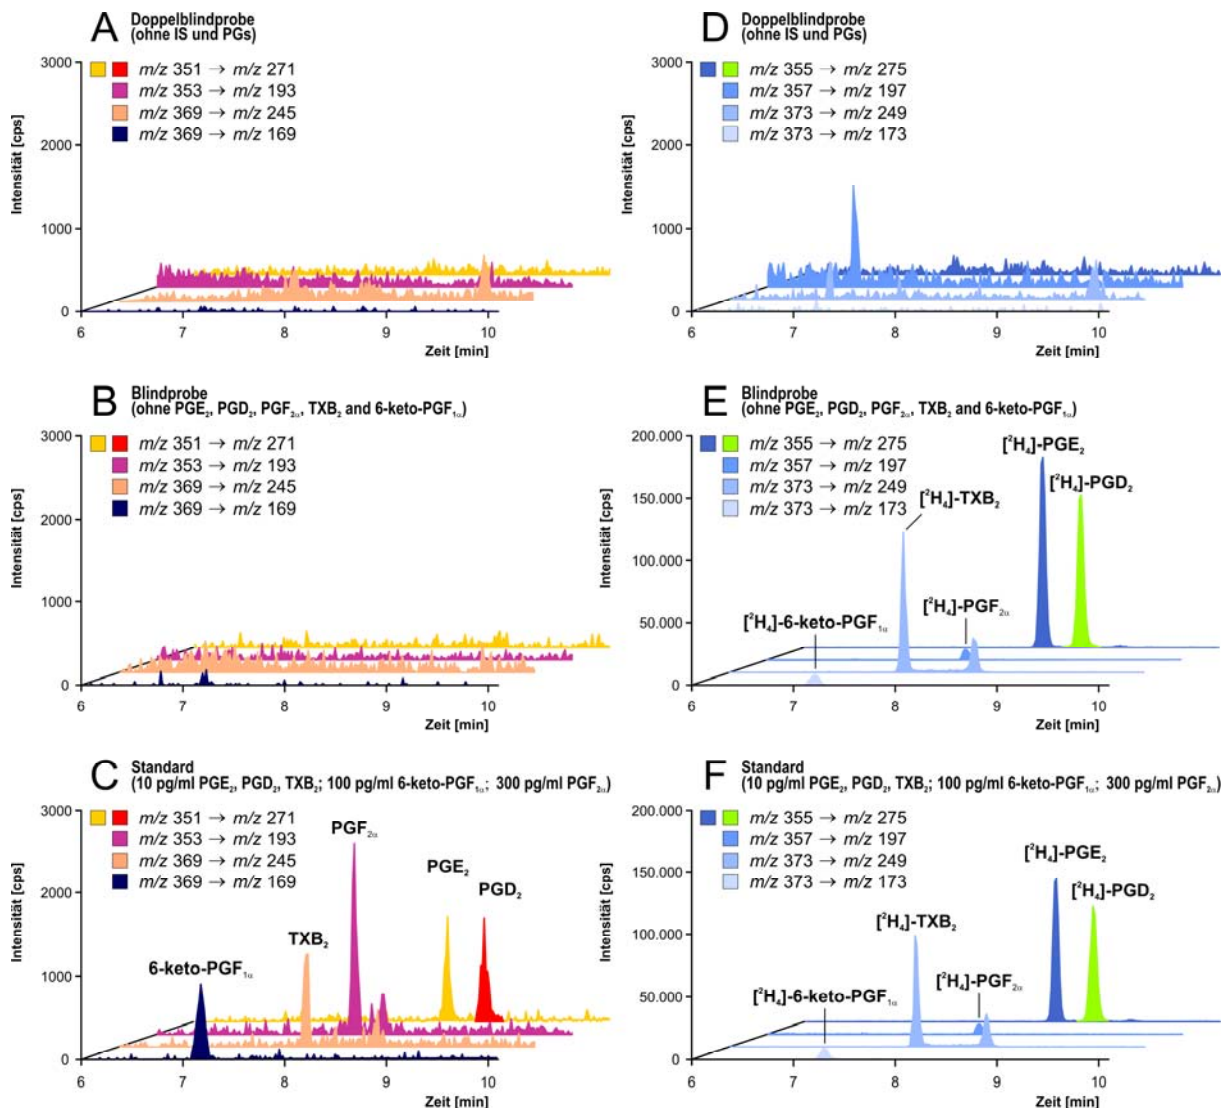 A Doppelblindprobe
(ohne IS und PGs)
Intensität [cps]
3000
2000
1000
0
m/z 351 → m/z 271
m/z 353 → m/z 193
m/z 369 → m/z 245
m/z 369 → m/z 169
6 7 8 9 10
Zeit [min]
D Doppelblindprobe
(ohne IS und PGs)
Intensität [cps]
3000
2000
1000
0
m/z 355 → m/z 275
m/z 357 → m/z 197
m/z 373 → m/z 249
m/z 373 → m/z 173
6 7 8 9 10
Zeit [min]
B Blindprobe
(ohne PGE₂, PGD₂, PGF₂α, TXB₂ and 6-keto-PGF₁α)
Intensität [cps]
3000
2000
1000
0
m/z 351 → m/z 271
m/z 353 → m/z 193
m/z 369 → m/z 245
m/z 369 → m/z 169
6 7 8 9 10
Zeit [min]
E Blindprobe
(ohne PGE₂, PGD₂, PGF₂α, TXB₂ and 6-keto-PGF₁α)
Intensität [cps]
200.000
150.000
100.000
50.000
0
m/z 355 → m/z 275
m/z 357 → m/z 197
m/z 373 → m/z 249
m/z 373 → m/z 173
[²H₄]-PGE₂
[²H₄]-PGD₂
[²H₄]-TXB₂
[²H₄]-PGF₂α
[²H₄]-6-keto-PGF₁α
6 7 8 9 10
Zeit [min]
C Standard
(10 pg/ml PGE₂, PGD₂, TXB₂; 100 pg/ml 6-keto-PGF₁α; 300 pg/ml PGF₂α)
Intensität [cps]
3000
2000
1000
0
m/z 351 → m/z 271
m/z 353 → m/z 193
m/z 369 → m/z 245
m/z 369 → m/z 169
PGF₂α
PGE₂
PGD₂
TXB₂
6-keto-PGF₁α
6 7 8 9 10
Zeit [min]
F Standard
(10 pg/ml PGE₂, PGD₂, TXB₂; 100 pg/ml 6-keto-PGF₁α; 300 pg/ml PGF₂α)
Intensität [cps]
200.000
150.000
100.000
50.000
0
m/z 355 → m/z 275
m/z 357 → m/z 197
m/z 373 → m/z 249
m/z 373 → m/z 173
[²H₄]-PGE₂
[²H₄]-PGD₂
[²H₄]-TXB₂
[²H₄]-PGF₂α
[²H₄]-6-keto-PGF₁α
6 7 8 9 10
Zeit [min]